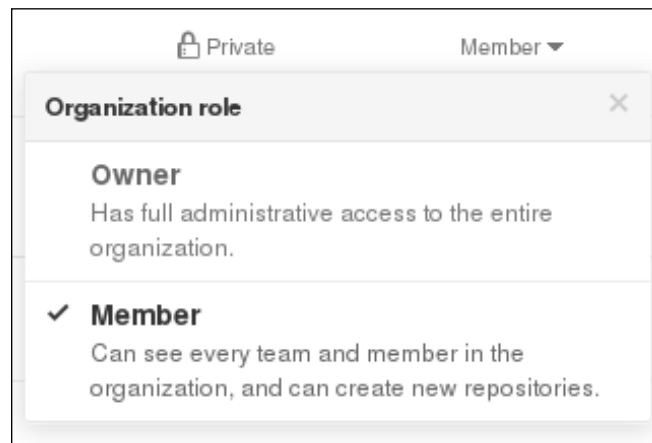 Private Member
Organization role
Owner
Has full administrative access to the entire
organization.
Member
Can see every team and member in the
organization, and can create new repositories.